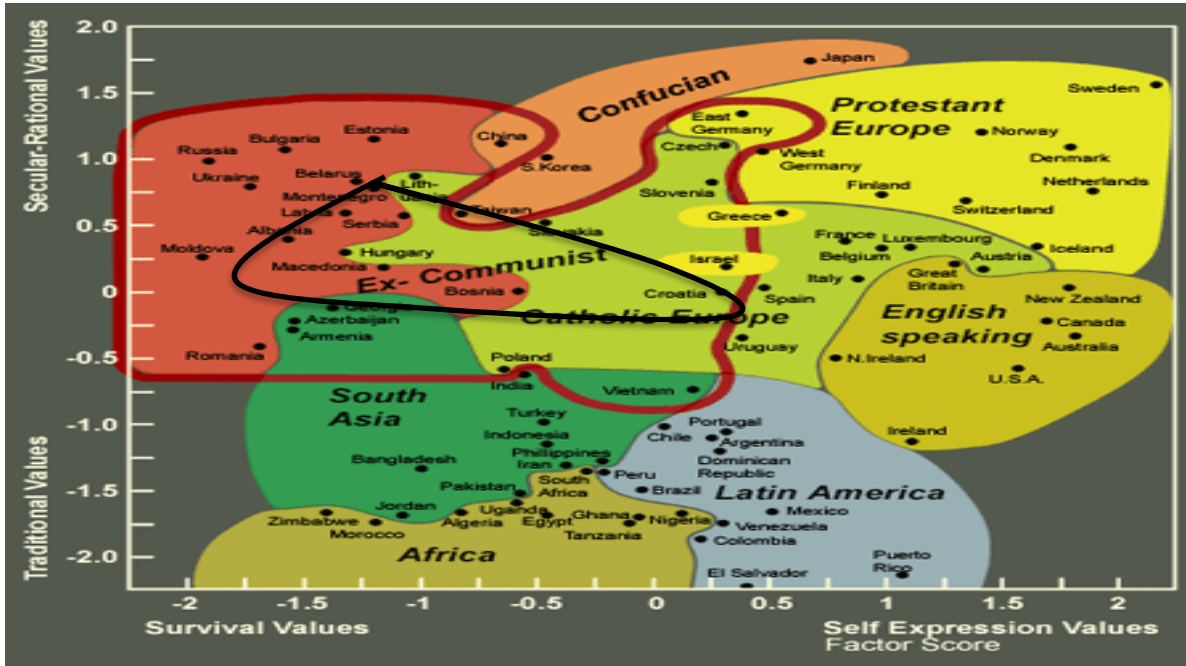 Secular-Rational Values
Traditional Values
2.0
1.5
1.0
0.5
0
-0.5
-1.0
-1.5
-2.0
Japan
Confucian
Sweden
Protestant
Europe
East
Germany
China
Norway
Estonia
Bulgaria
Russia
Czech
West
Germany
Denmark
S.Korea
Belarus
Ukraine
Lith-
uania
Slovenia
Finland
Netherlands
Montenegro
Switzerland
Latvia
Serbia
Taiwan
Slovakia
Greece
Albania
France
Luxembourg
Iceland
Moldova
Hungary
Belgium
Austria
Macedonia
Israel
Italy
Great
Britain
Ex- Communist
Bosnia
Croatia
Spain
New Zealand
Georgia
Catholic Europe
English
speaking
Canada
Azerbaijan
Armenia
Uruguay
Australia
Romania
Poland
N.Ireland
India
U.S.A.
Vietnam
South
Asia
Turkey
Portugal
Ireland
Indonesia
Chile
Argentina
Phillippines
Dominican
Republic
Bangladesh
Iran
Peru
South
Africa
Pakistan
Brazil
Latin America
Jordan
Uganda
Ghana
Mexico
Zimbabwe
Algeria
Egypt
Nigeria
Venezuela
Morocco
Tanzania
Colombia
Africa
Puerto
Rico
El Salvador
-2
-1.5
-1
-0.5
0
0.5
1
1.5
2
Survival Values
Self Expression Values
Factor Score